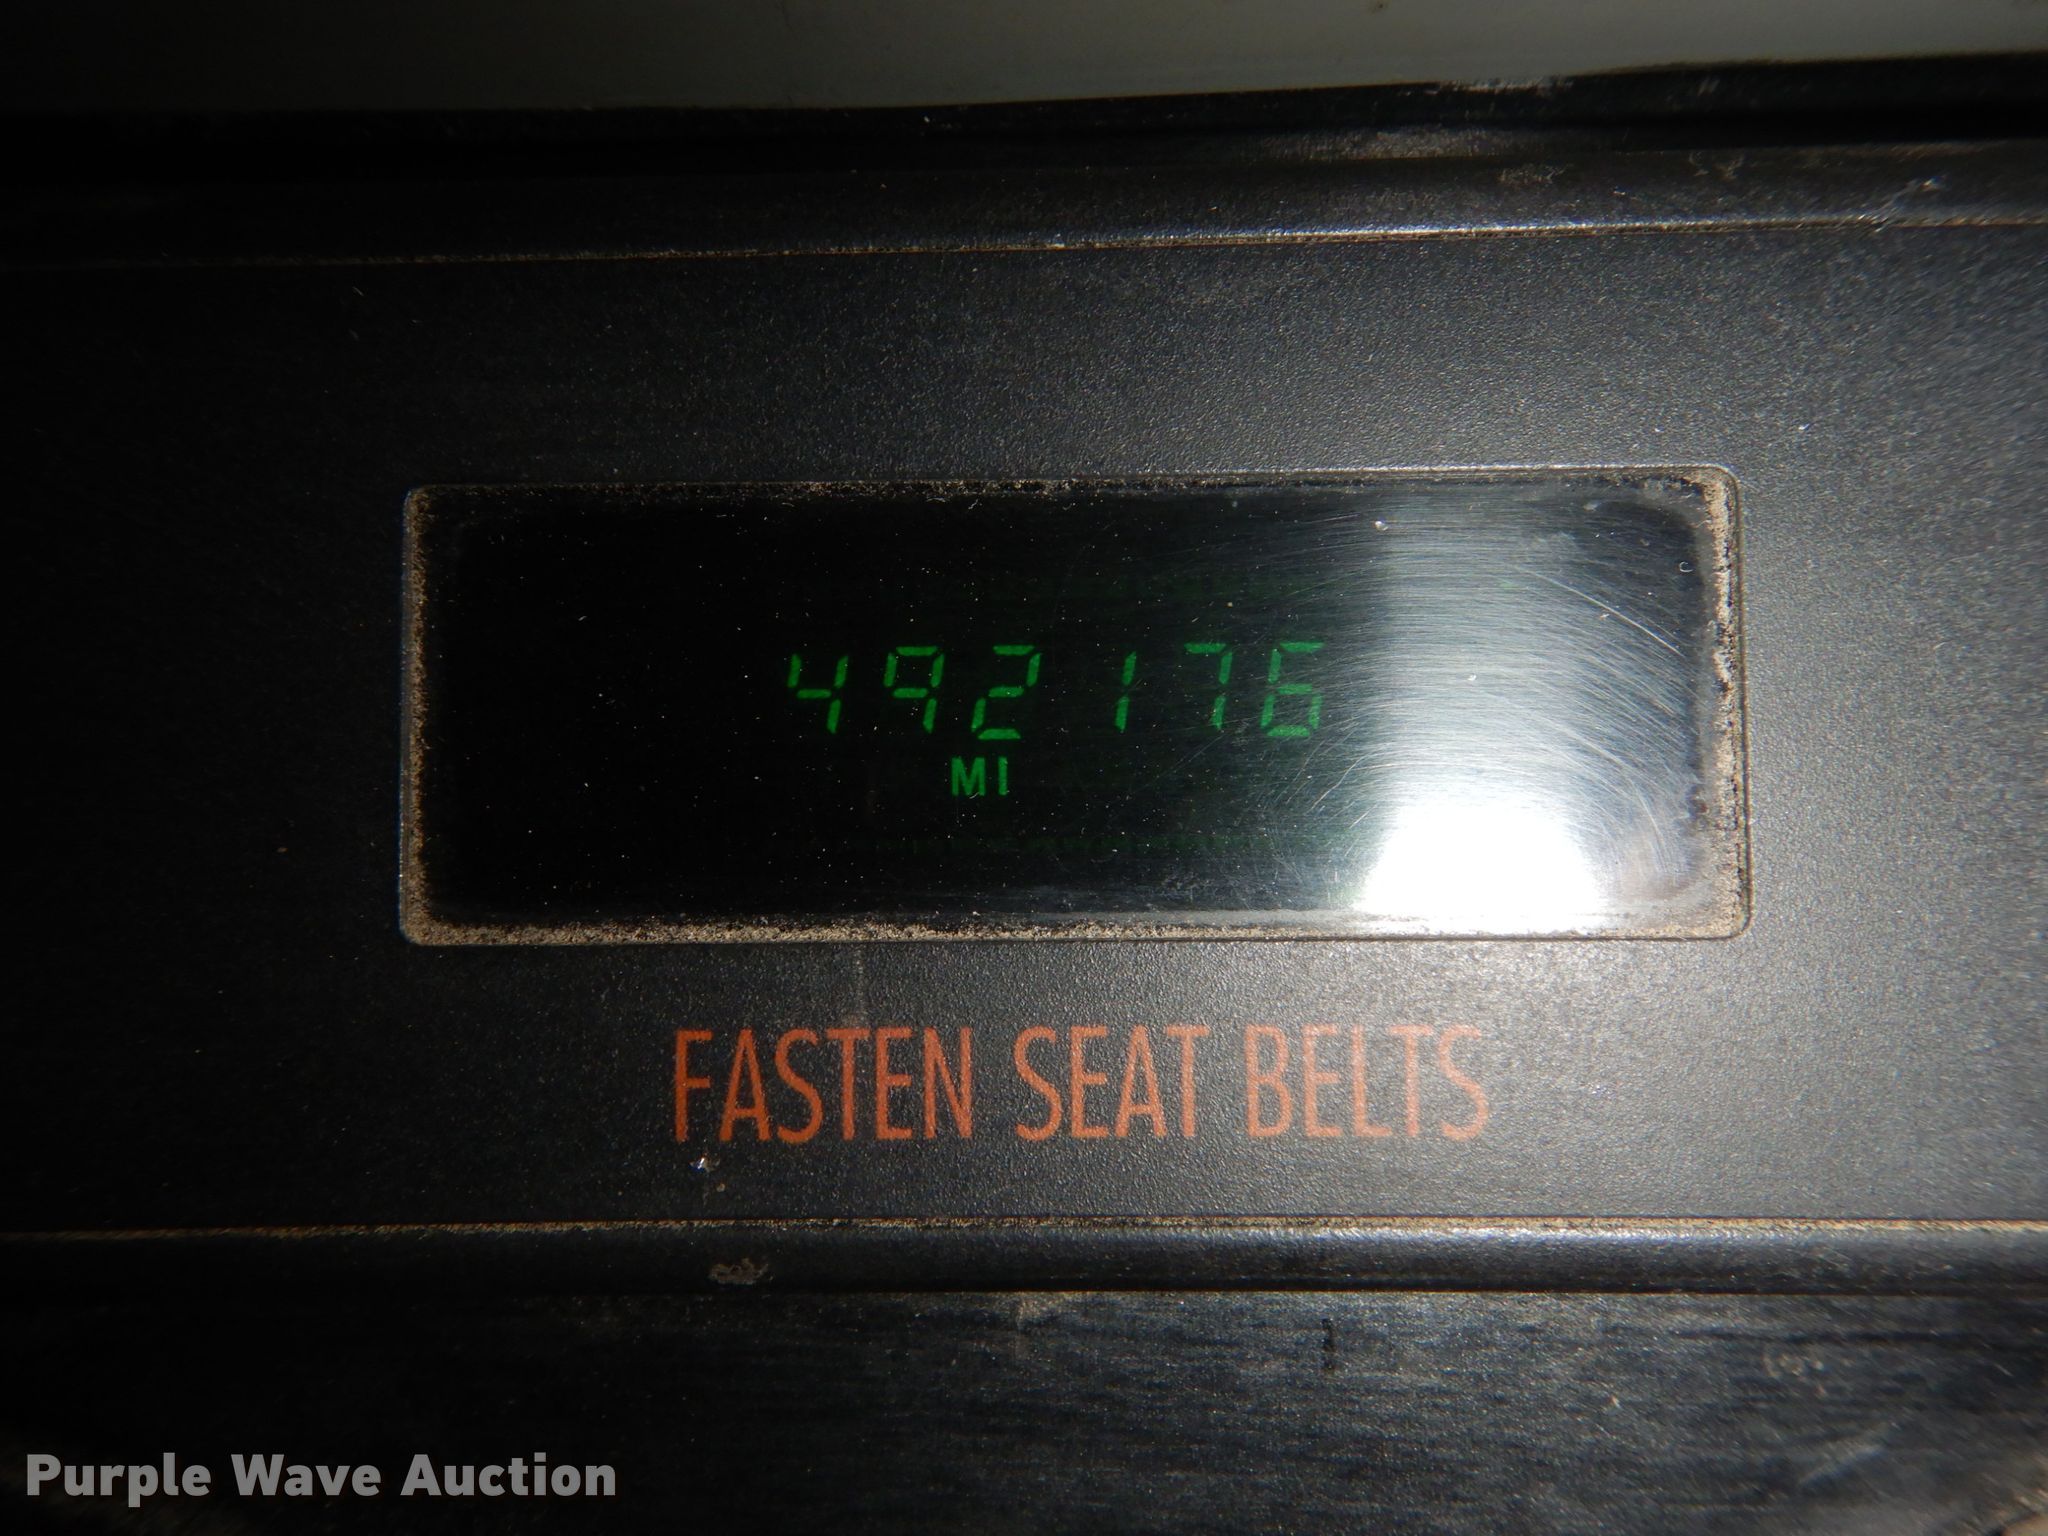 492176
MI
FASTEN SEAT BELTS
Purple Wave Auction